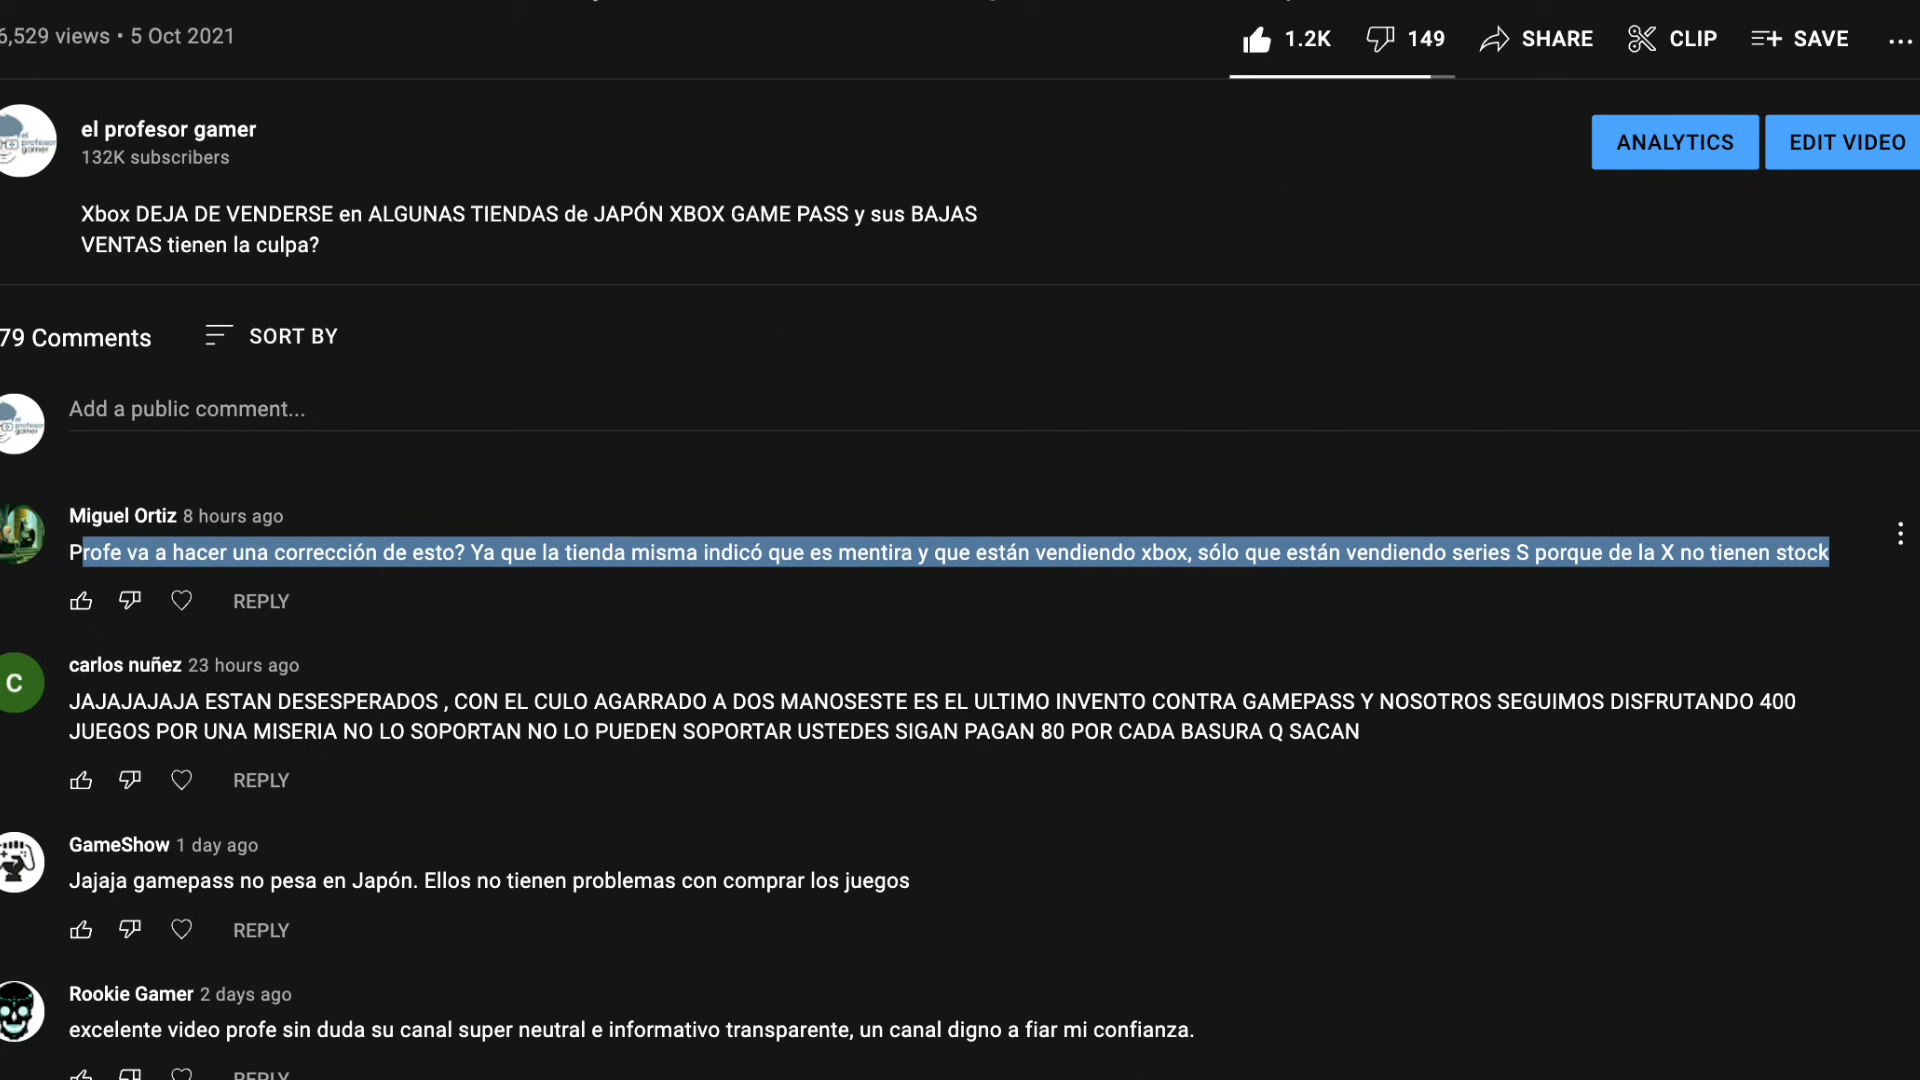 6,529 views • 5 Oct 2021
1.2K 149 SHARE CLIP SAVE
el profesor gamer
132K subscribers
ANALYTICS EDIT VIDEO
Xbox DEJA DE VENDERSE en ALGUNAS TIENDAS de JAPÓN XBOX GAME PASS y sus BAJAS
VENTAS tienen la culpa?
79 Comments SORT BY
Add a public comment...
Miguel Ortiz 8 hours ago
Profe va a hacer una corrección de esto? Ya que la tienda misma indicó que es mentira y que están vendiendo xbox, sólo que están vendiendo series S porque de la X no tienen stock
REPLY
C
carlos nuñez 23 hours ago
JAJAJAJAJA ESTAN DESESPERADOS , CON EL CULO AGARRADO A DOS MANOSESTE ES EL ULTIMO INVENTO CONTRA GAMEPASS Y NOSOTROS SEGUIMOS DISFRUTANDO 400
JUEGOS POR UNA MISERIA NO LO SOPORTAN NO LO PUEDEN SOPORTAR USTEDES SIGAN PAGAN 80 POR CADA BASURA Q SACAN
REPLY
GameShow 1 day ago
Jajaja gamepass no pesa en Japón. Ellos no tienen problemas con comprar los juegos
REPLY
Rookie Gamer 2 days ago
excelente video profe sin duda su canal super neutral e informativo transparente, un canal digno a fiar mi confianza.
REPLY